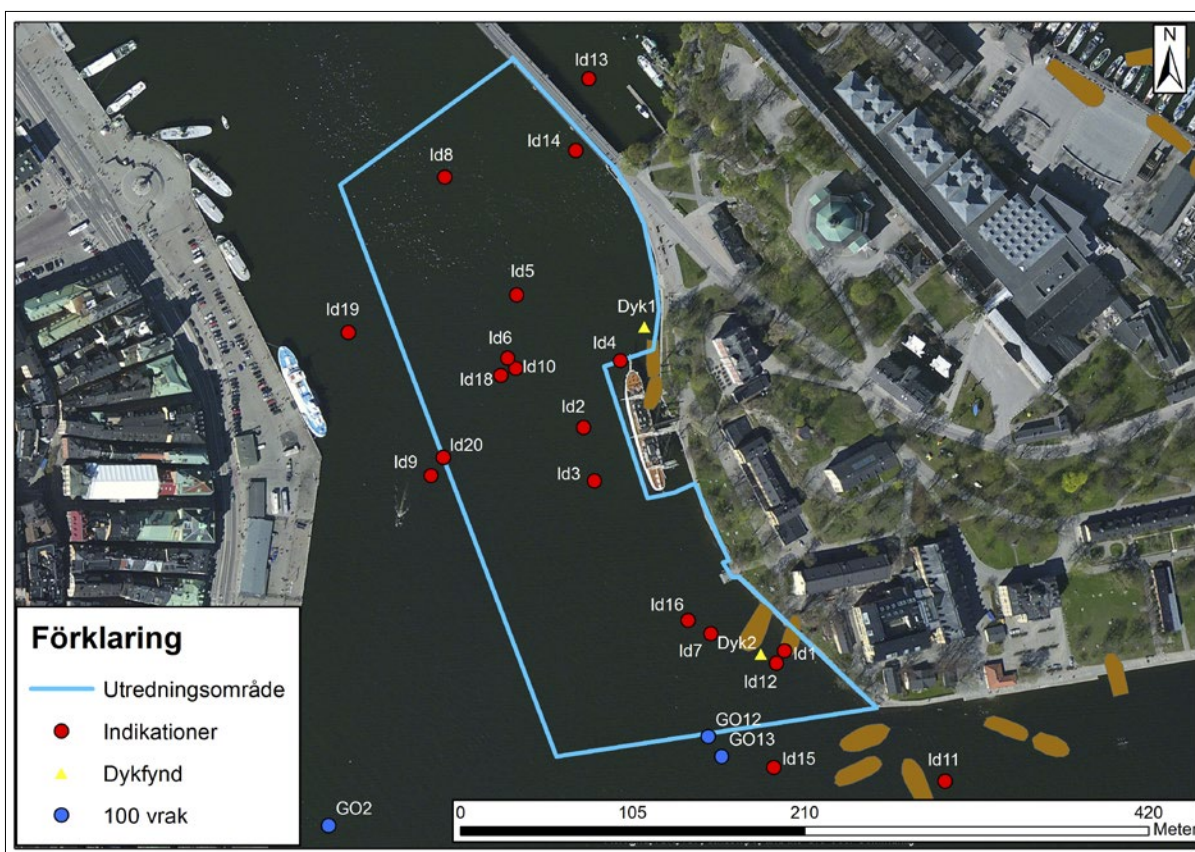 N
Id13
Id14
Id8
Id5
Dyk1
Id19
Id6
Id4
Id10
Id18
Id2
Id20
Id9
Id3
Id16
Dyk2
Id7
Id1
Id12
GO12
GO13
Id15
Id11
GO2
Förklaring
Utredningsområde
Indikationer
Dykfynd
100 vrak
0 105 210 420
Meter